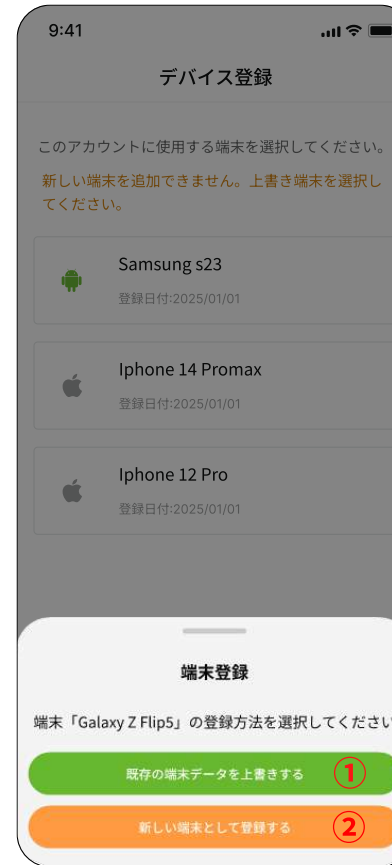 9:41
デバイス登録
このアカウントに使用する端末を選択してください。
新しい端末を追加できません。上書き端末を選択し
てください。
Samsung s23
登録日付:2025/01/01
Iphone 14 Promax
登録日付:2025/01/01
Iphone 12 Pro
登録日付:2025/01/01
端末登録
端末「Galaxy Z Flip5」の登録方法を選択してくださ
既存の端末データを上書きする ①
新しい端末として登録する ②